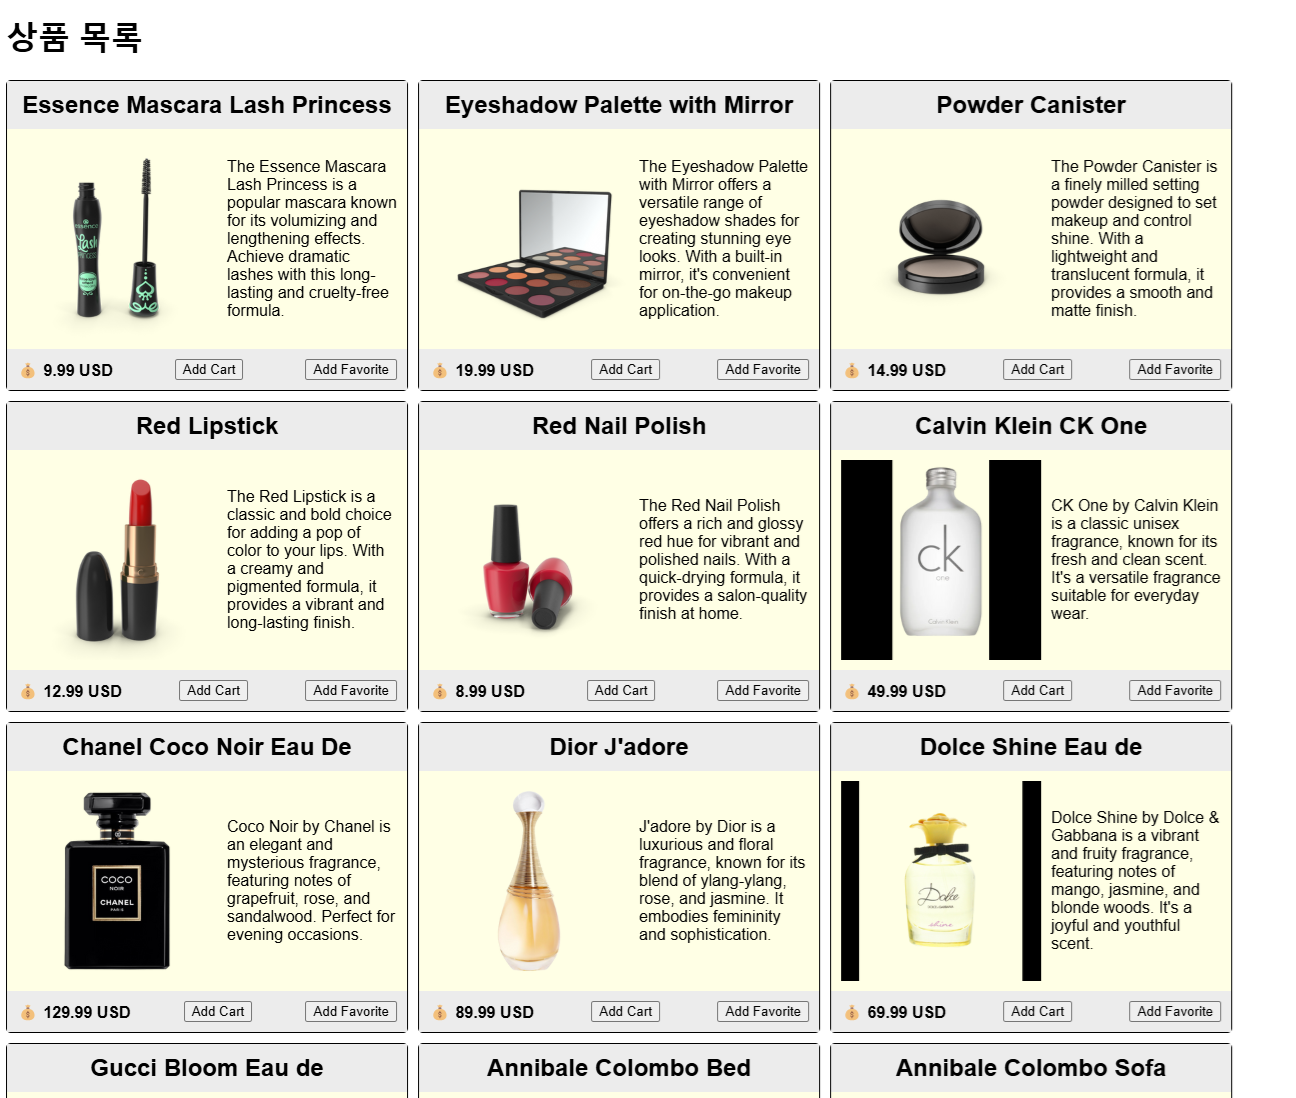 상품 목록
Essence Mascara Lash Princess
The Essence Mascara
Lash Princess is a
popular mascara known
for its volumizing and
lengthening effects.
Achieve dramatic
lashes with this long-
lasting and cruelty-free
formula.
9.99 USD
Add Cart
Add Favorite
Eyeshadow Palette with Mirror
The Eyeshadow Palette
with Mirror offers a
versatile range of
eyeshadow shades for
creating stunning eye
looks. With a built-in
mirror, it's convenient
for on-the-go makeup
application.
19.99 USD
Add Cart
Add Favorite
Powder Canister
The Powder Canister is
a finely milled setting
powder designed to set
makeup and control
shine. With a
lightweight and
translucent formula, it
provides a smooth and
matte finish.
14.99 USD
Add Cart
Add Favorite
Red Lipstick
The Red Lipstick is a
classic and bold choice
for adding a pop of
color to your lips. With
a creamy and
pigmented formula, it
provides a vibrant and
long-lasting finish.
12.99 USD
Add Cart
Add Favorite
Red Nail Polish
The Red Nail Polish
offers a rich and glossy
red hue for vibrant and
polished nails. With a
quick-drying formula, it
provides a salon-quality
finish at home.
8.99 USD
Add Cart
Add Favorite
Calvin Klein CK One
ck
one
Calvin Klein
CK One by Calvin Klein
is a classic unisex
fragrance, known for its
fresh and clean scent.
It's a versatile fragrance
suitable for everyday
wear.
49.99 USD
Add Cart
Add Favorite
Chanel Coco Noir Eau De
COCO
NOIR
CHANEL
PARIS
Coco Noir by Chanel is
an elegant and
mysterious fragrance,
featuring notes of
grapefruit, rose, and
sandalwood. Perfect for
evening occasions.
129.99 USD
Add Cart
Add Favorite
Dior J'adore
J'adore by Dior is a
luxurious and floral
fragrance, known for its
blend of ylang-ylang,
rose, and jasmine. It
embodies femininity
and sophistication.
89.99 USD
Add Cart
Add Favorite
Dolce Shine Eau de
Dolce
shine
Dolce Shine by Dolce &
Gabbana is a vibrant
and fruity fragrance,
featuring notes of
mango, jasmine, and
blonde woods. It's a
joyful and youthful
scent.
69.99 USD
Add Cart
Add Favorite
Gucci Bloom Eau de
Annibale Colombo Bed
Annibale Colombo Sofa